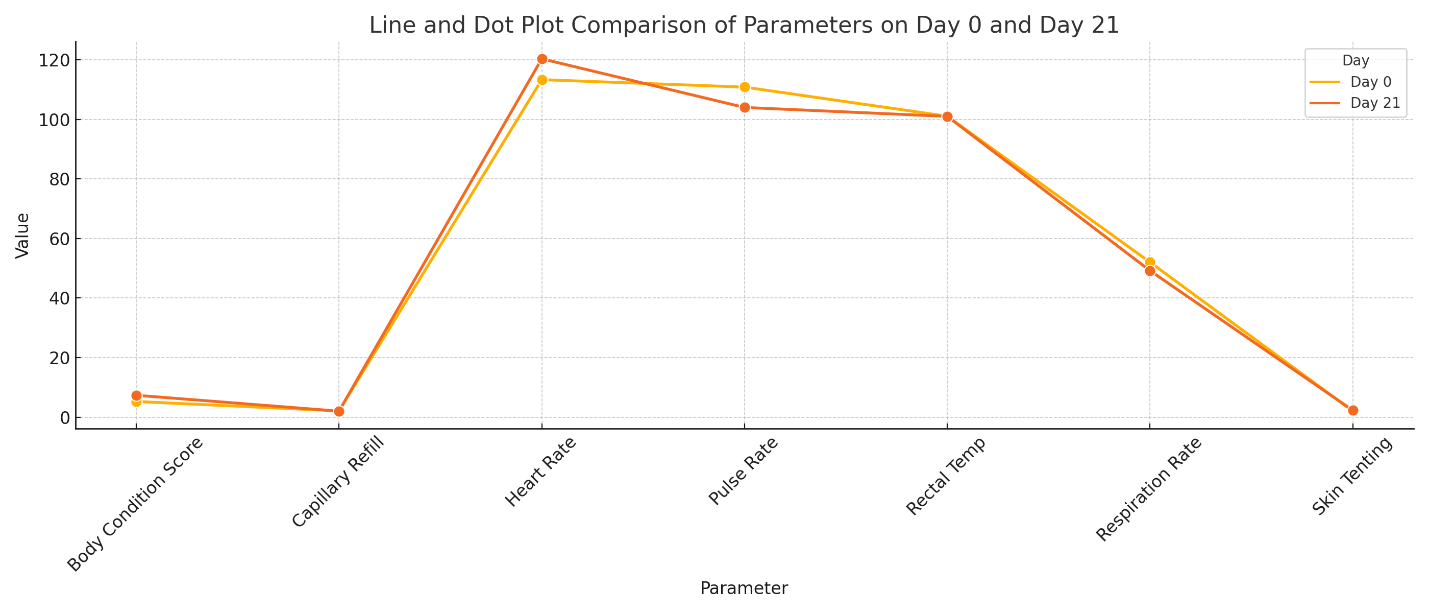 Line and Dot Plot Comparison of Parameters on Day 0 and Day 21
Day
Day 0
Day 21
Value
120
100
80
60
40
20
0
Body Condition Score
Capillary Refill
Heart Rate
Pulse Rate
Rectal Temp
Respiration Rate
Skin Tenting
Parameter